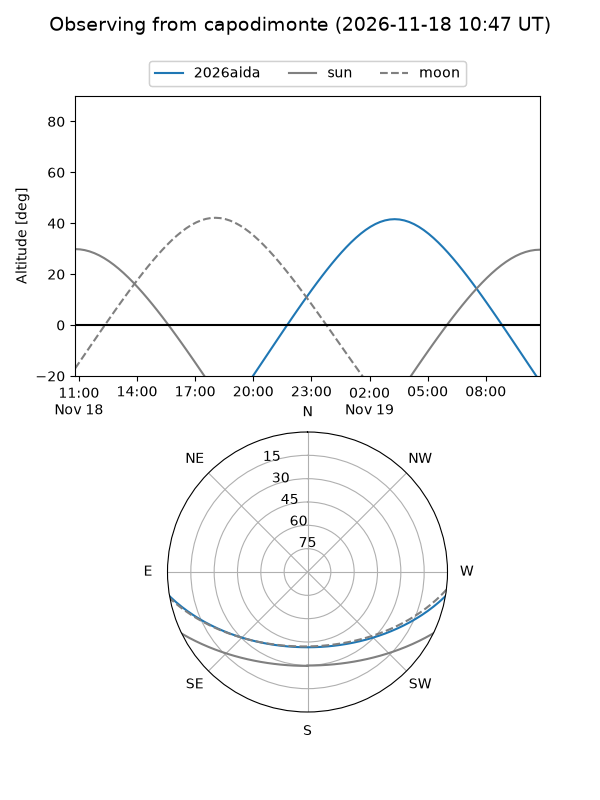 Observing from capodimonte (2026-11-18 10:47 UT)
2026aida sun moon
Altitude [deg]
80
60
40
20
0
−20
11:00 14:00 17:00 20:00 23:00 02:00 05:00 08:00
Nov 18 Nov 19
N
NE NW
15
30
45
60
75
E W
SE SW
S